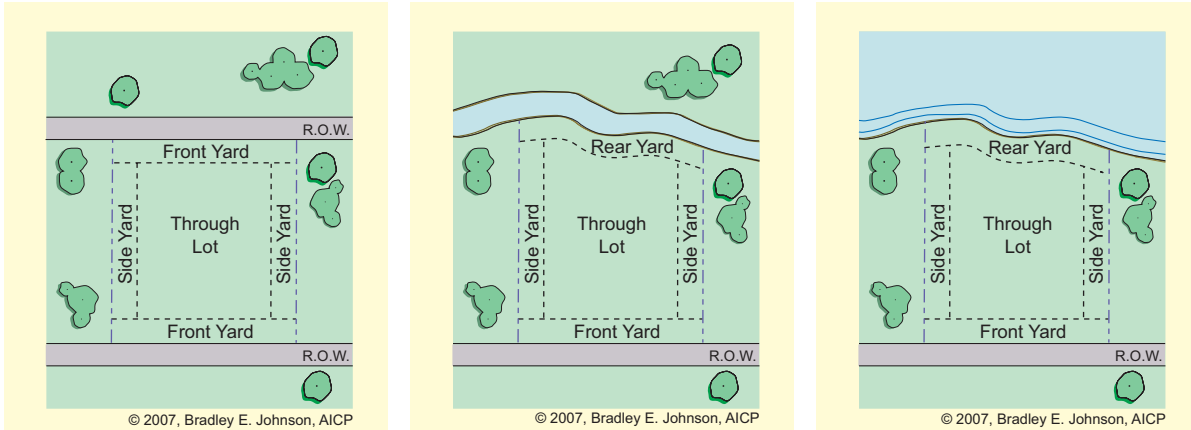 R.O.W.
Front Yard
Side Yard
Through
Lot
Side Yard
Front Yard
R.O.W.
© 2007, Bradley E. Johnson, AICP
Rear Yard
Side Yard
Through
Lot
Side Yard
Front Yard
R.O.W.
© 2007, Bradley E. Johnson, AICP
Rear Yard
Side Yard
Through
Lot
Side Yard
Front Yard
R.O.W.
© 2007, Bradley E. Johnson, AICP